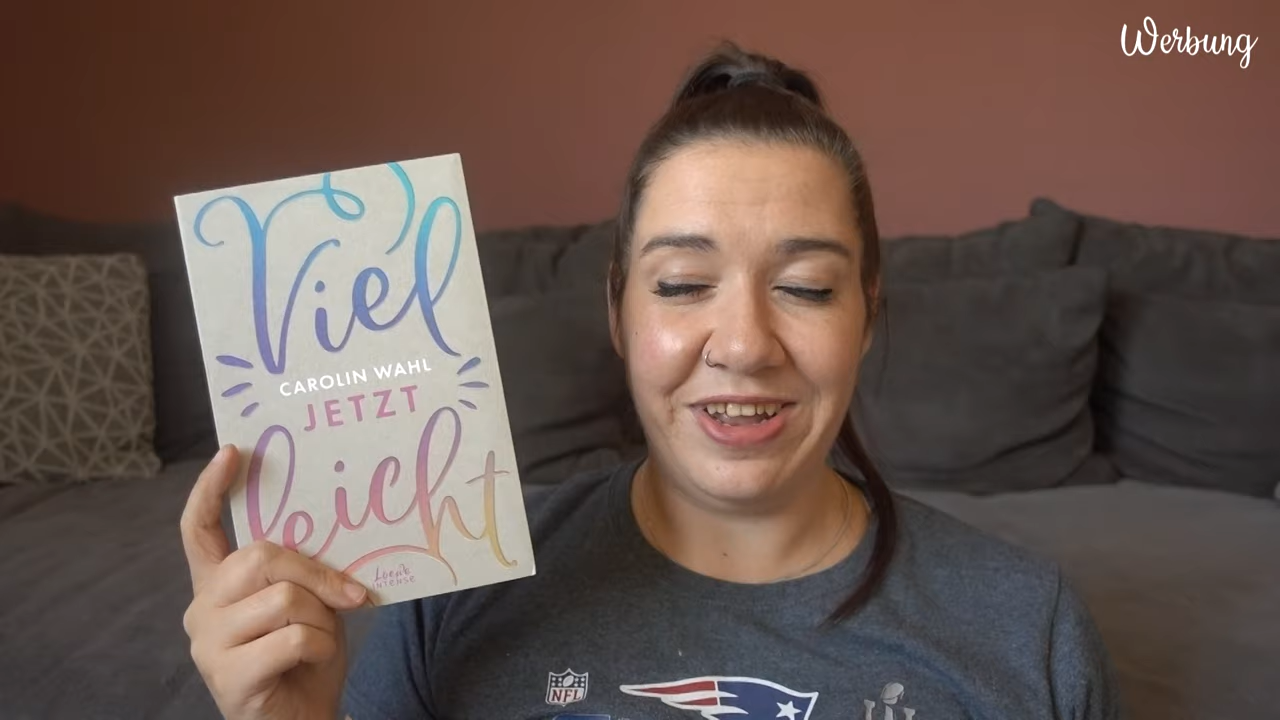 Werbung
Viel
CAROLIN WAHL
JETZT
leicht
Loewe
INTENSE
NFL